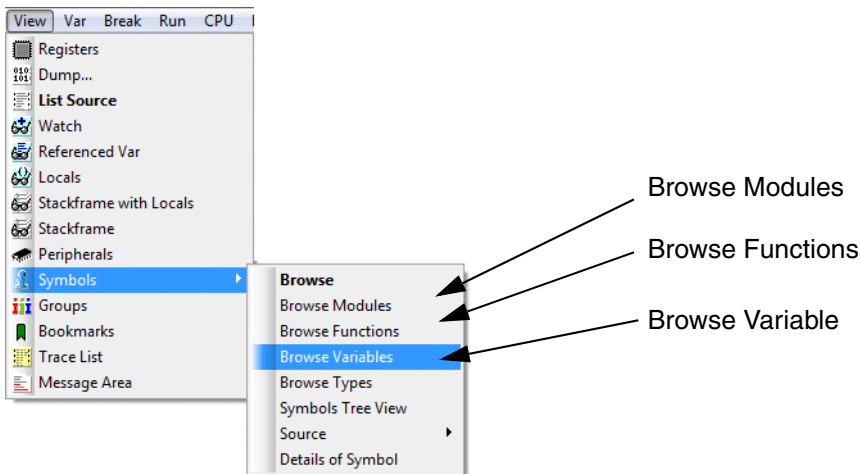 View Var Break Run CPU
Registers
Dump...
List Source
Watch
Referenced Var
Locals
Stackframe with Locals
Stackframe
Peripherals
Symbols
Groups
Bookmarks
Trace List
Message Area
Browse
Browse Modules
Browse Functions
Browse Variables
Browse Types
Symbols Tree View
Source
Details of Symbol
Browse Modules
Browse Functions
Browse Variable